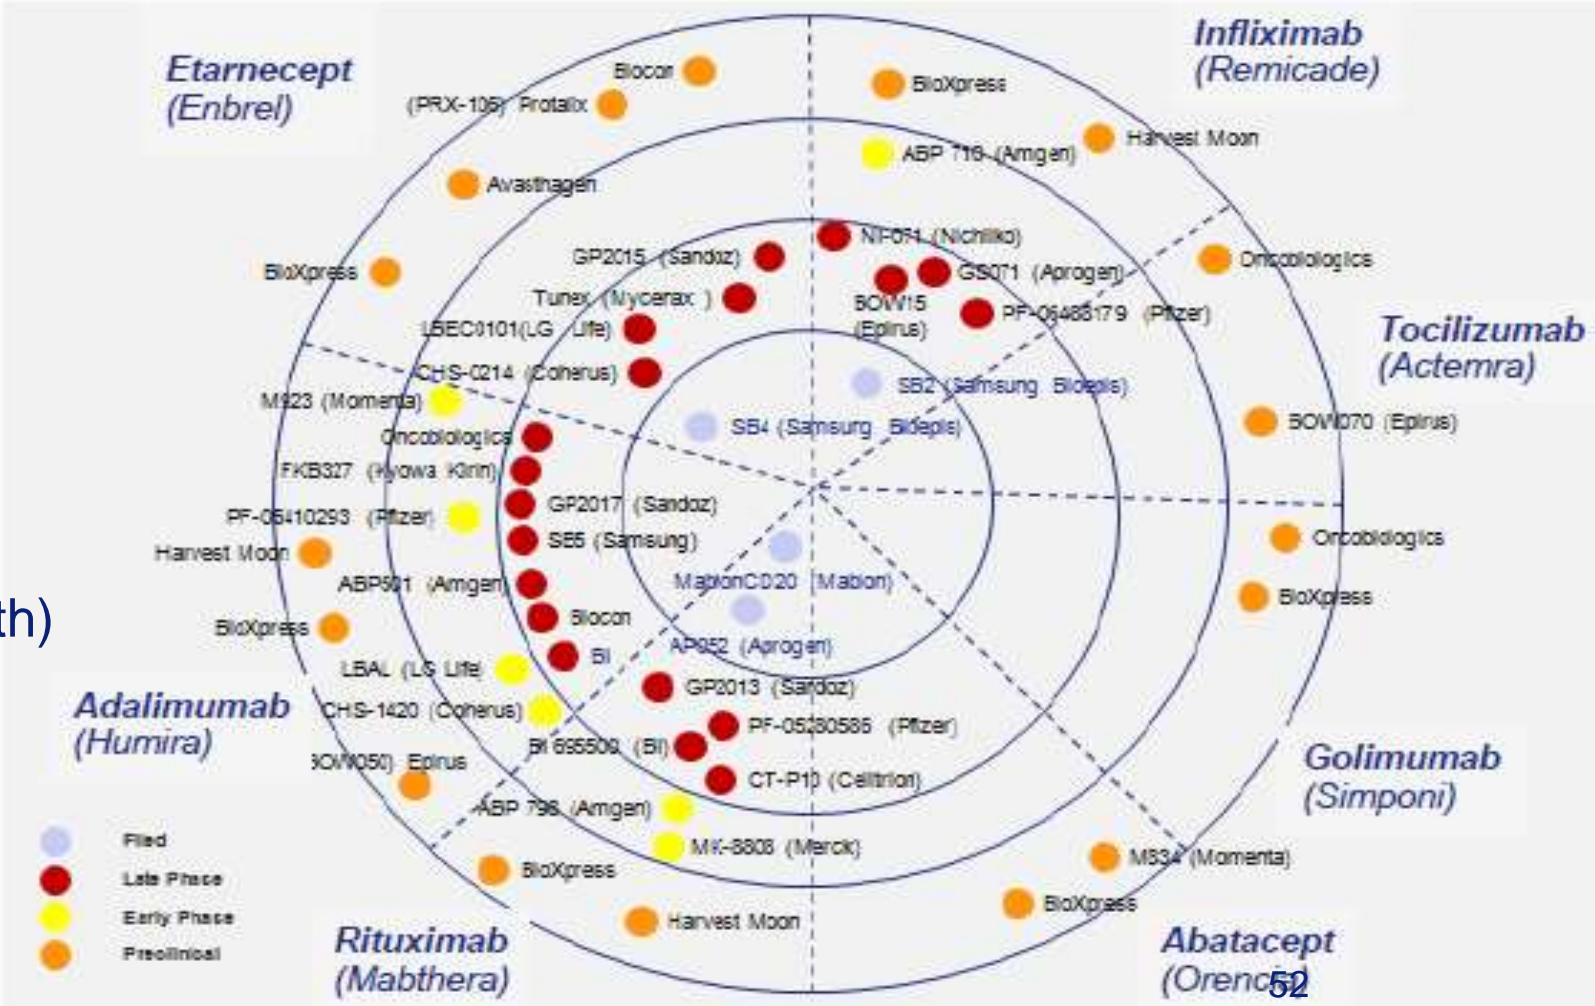 Etarnecept
(Enbrel)
Infliximab
(Remicade)
Tocilizumab
(Actemra)
Golimumab
(Simponi)
Abatacept
(Orencia)
52
Rituximab
(Mabthera)
Adalimumab
(Humira)
th)
Biocon
(PRX-106) Protalix
Avasthagen
BioXpress
GP2015 (Sandoz)
Tunex (Mycerax )
LBEC0101(LG Life)
CHS-0214 (Coherus)
SB4 (Samsung Bioepis)
BioXpress
Harvest Moon
ABP 710 (Amgen)
NI-071 (Nichiiko)
GS071 (Aprogen)
BOW15
(Epirus)
PF-06488179 (Pfizer)
SB2 (Samsung Bioepis)
Oncobiologics
BOW070 (Epirus)
Oncobiologics
BioXpress
M834 (Momenta)
BioXpress
M923 (Momenta)
Oncobiologics
FKB327 (Kyowa Kirin)
GP2017 (Sandoz)
PF-06410293 (Pfizer)
SB5 (Samsung)
Harvest Moon
ABP501 (Amgen)
Biocon
BioXpress
BI
LBAL (LG Life)
CHS-1420 (Coherus)
BOW050) Epirus
MabionCD20 (Mabion)
AP052 (Aprogen)
GP2013 (Sandoz)
PF-05280586 (Pfizer)
BI 695500 (BI)
CT-P10 (Celltrion)
ABP 798 (Amgen)
MK-8808 (Merck)
BioXpress
Harvest Moon
Filed
Late Phase
Early Phase
Preclinical